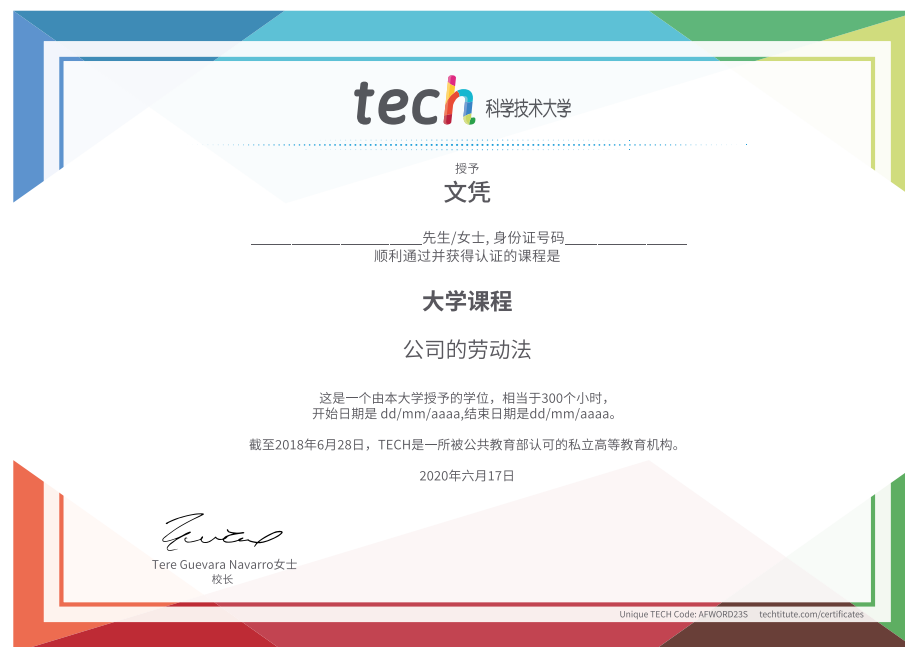 tech 科学技术大学
授予
文凭
____________________先生/女士, 身份证号码______________
顺利通过并获得认证的课程是
大学课程
公司的劳动法
这是一个由本大学授予的学位，相当于300个小时，
开始日期是 dd/mm/aaaa,结束日期是dd/mm/aaaa。
截至2018年6月28日，TECH是一所被公共教育部认可的私立高等教育机构。
2020年六月17日
Tere Guevara Navarro女士
校长
Unique TECH Code: AFWORD23S techtitute.com/certificates